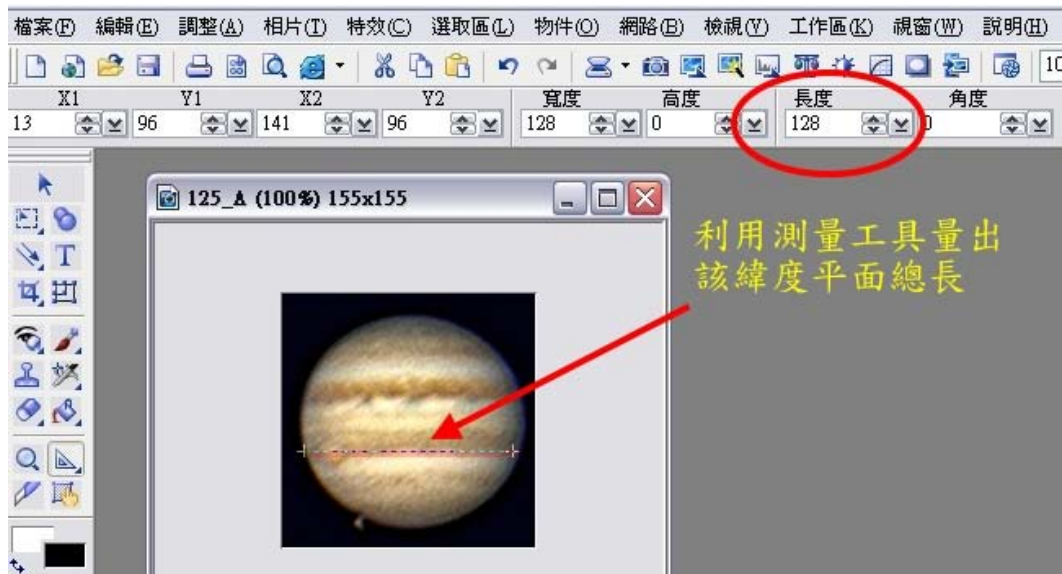 檔案(F) 編輯(E) 調整(A) 相片(I) 特效(C) 選取區(L) 物件(O) 網路(B) 檢視(V) 工作區(K) 視窗(W) 說明(H)
10
X1 Y1 X2 Y2 寬度 高度 長度 角度
13 96 141 96 128 0 128 0
125_A (100%) 155x155
利用測量工具量出
該緯度平面總長
T